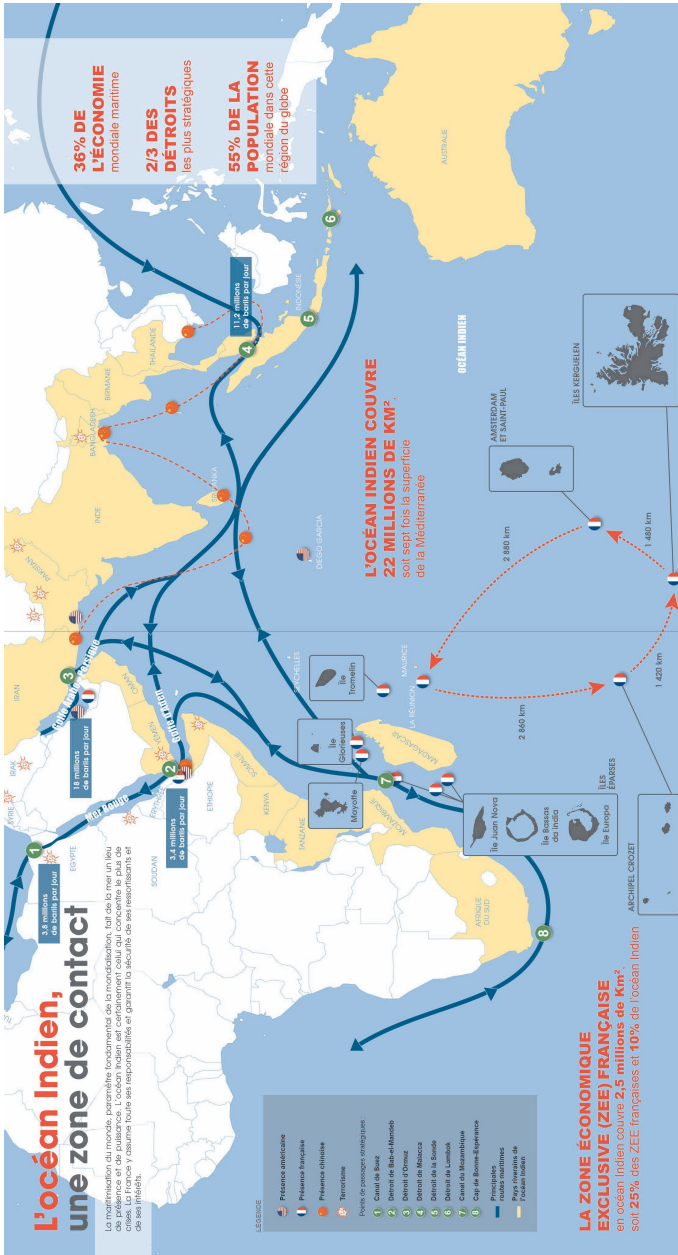 L'océan Indien,
une zone de contact
La maritimisation du monde, paramètre fondamental de la mondialisation, fait de la mer un lieu
de présence et de puissance. L'océan Indien est certainement celui qui concentre le plus de
crises. La France y assume toute ses responsabilités et garantit la sécurité de ses ressortissants et
de ses intérêts.
36% DE
L'ÉCONOMIE
mondiale maritime
2/3 DES
DÉTROITS
les plus stratégiques
55% DE LA
POPULATION
mondiale dans cette
région du globe
3,8 millions
de barils par jour
18 millions
de barils par jour
3,4 millions
de barils par jour
11,2 millions
de barils par jour
SYRIE
IRAK
IRAN
PAKISTAN
INDE
BANGLADESH
BIRMANIE
THAÏLANDE
INDONÉSIE
AUSTRALIE
EGYPTE
SOUDAN
ERYTHRÉE
ETHIOPIE
YEMEN
OMAN
SOMALIE
KENYA
TANZANIE
MOZAMBIQUE
MADAGASCAR
AFRIQUE
DU SUD
SRI LANKA
DIEGO GARCIA
SEYCHELLES
MAURICE
LA RÉUNION
Mer Rouge
Golfe Arabo-Persique
Golfe d'Aden
OCÉAN INDIEN
1
2
3
4
5
6
7
8
L'OCÉAN INDIEN COUVRE
22 MILLIONS DE KM²,
soit sept fois la superficie
de la Méditerranée
Mayotte
Île
Glorieuses
Île
Tromelin
Île Juan Nova
Île Bassas
da India
Île Europa
ÎLES
ÉPARSES
ARCHIPEL CROZET
AMSTERDAM
ET SAINT-PAUL
ÎLES KERGUELEN
2 860 km
1 420 km
1 480 km
2 880 km
LÉGENDE
Présence américaine
Présence française
Présence chinoise
Terrorisme
Points de passages stratégiques :
1 Canal de Suez
2 Détroit de Bab-el-Mandeb
3 Détroit d'Ormuz
4 Détroit de Malacca
5 Détroit de la Sonde
6 Détroit de Lombok
7 Canal du Mozambique
8 Cap de Bonne-Espérance
Principales
routes maritimes
Pays riverains de
l'océan Indien
LA ZONE ÉCONOMIQUE
EXCLUSIVE (ZEE) FRANÇAISE
en océan Indien couvre 2,5 millions de Km²,
soit 25% des ZEE françaises et 10% de l'océan Indien